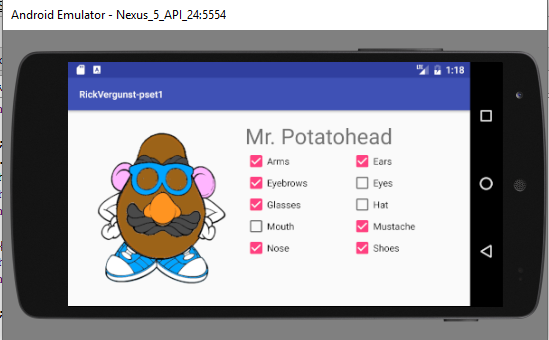 Android Emulator - Nexus_5_API_24:5554
1:18
RickVergunst-pset1
Mr. Potatohead
Arms Ears
Eyebrows Eyes
Glasses Hat
Mouth Mustache
Nose Shoes